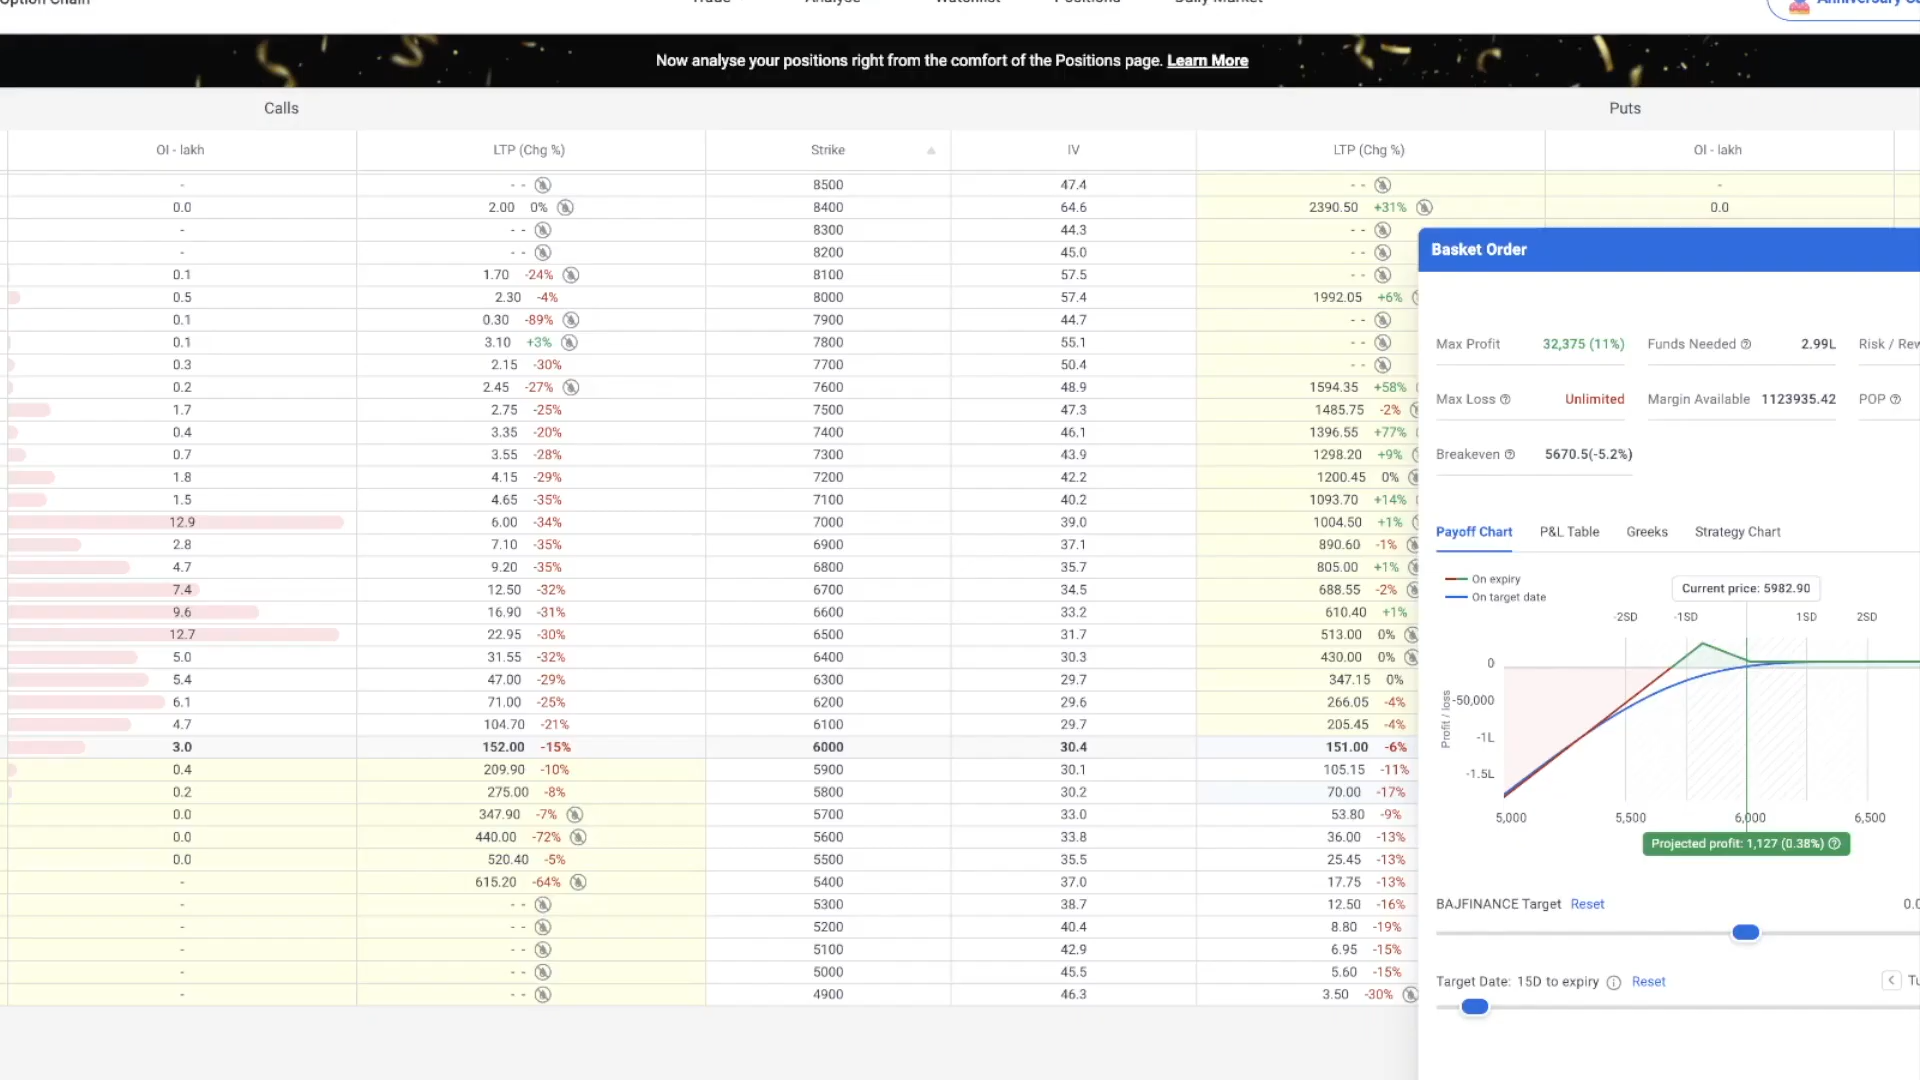 Option Chain Trade Analyse Watchlist Positions Daily Market
Now analyse your positions right from the comfort of the Positions page. Learn More
Calls Puts
OI - lakh LTP (Chg %) Strike IV LTP (Chg %) OI - lakh
- - - 8500 47.4 - - -
0.0 2.00 0% 8400 64.6 2390.50 +31% 0.0
- - - 8300 44.3 - -
- - - 8200 45.0 - -
0.1 1.70 -24% 8100 57.5 - -
0.5 2.30 -4% 8000 57.4 1992.05 +6%
0.1 0.30 -89% 7900 44.7 - -
0.1 3.10 +3% 7800 55.1 - -
0.3 2.15 -30% 7700 50.4 - -
0.2 2.45 -27% 7600 48.9 1594.35 +58%
1.7 2.75 -25% 7500 47.3 1485.75 -2%
0.4 3.35 -20% 7400 46.1 1396.55 +77%
0.7 3.55 -28% 7300 43.9 1298.20 +9%
1.8 4.15 -29% 7200 42.2 1200.45 0%
1.5 4.65 -35% 7100 40.2 1093.70 +14%
12.9 6.00 -34% 7000 39.0 1004.50 +1%
2.8 7.10 -35% 6900 37.1 890.60 -1%
4.7 9.20 -35% 6800 35.7 805.00 +1%
7.4 12.50 -32% 6700 34.5 688.55 -2%
9.6 16.90 -31% 6600 33.2 610.40 +1%
12.7 22.95 -30% 6500 31.7 513.00 0%
5.0 31.55 -32% 6400 30.3 430.00 0%
5.4 47.00 -29% 6300 29.7 347.15 0%
6.1 71.00 -25% 6200 29.6 266.05 -4%
4.7 104.70 -21% 6100 29.7 205.45 -4%
3.0 152.00 -15% 6000 30.4 151.00 -6%
0.4 209.90 -10% 5900 30.1 105.15 -11%
0.2 275.00 -8% 5800 30.2 70.00 -17%
0.0 347.90 -7% 5700 33.0 53.80 -9%
0.0 440.00 -72% 5600 33.8 36.00 -13%
0.0 520.40 -5% 5500 35.5 25.45 -13%
- 615.20 -64% 5400 37.0 17.75 -13%
- - - 5300 38.7 12.50 -16%
- - - 5200 40.4 8.80 -19%
- - - 5100 42.9 6.95 -15%
- - - 5000 45.5 5.60 -15%
- - - 4900 46.3 3.50 -30%
Basket Order
Max Profit 32,375 (11%) Funds Needed 2.99L Risk /
Max Loss Unlimited Margin Available 1123935.42 POP
Breakeven 5670.5(-5.2%)
Payoff Chart P&L Table Greeks Strategy Chart
On expiry
On target date
Current price: 5982.90
-2SD -1SD 1SD 2SD
0
-50,000
-1L
-1.5L
Profit / loss
5,000 5,500 6,000 6,500
Projected profit: 1,127 (0.38%)
BAJFINANCE Target Reset
Target Date: 15D to expiry Reset